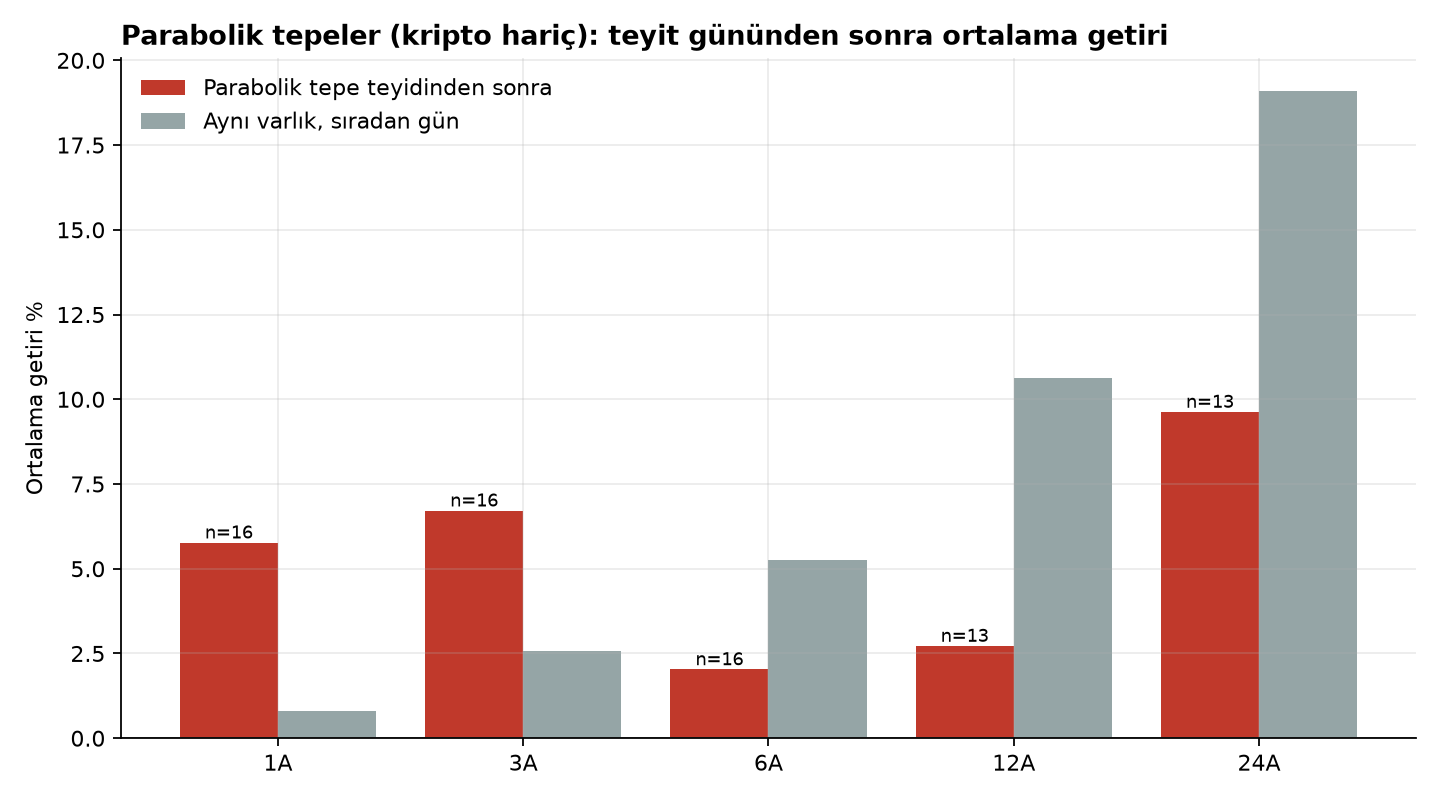 Parabolik tepeler (kripto hariç): teyit gününden sonra ortalama getiri
Parabolik tepe teyidinden sonra
Aynı varlık, sıradan gün
Ortalama getiri %
20.0
17.5
15.0
12.5
10.0
7.5
5.0
2.5
0.0
n=16
n=16
n=16
n=13
n=13
1A
3A
6A
12A
24A